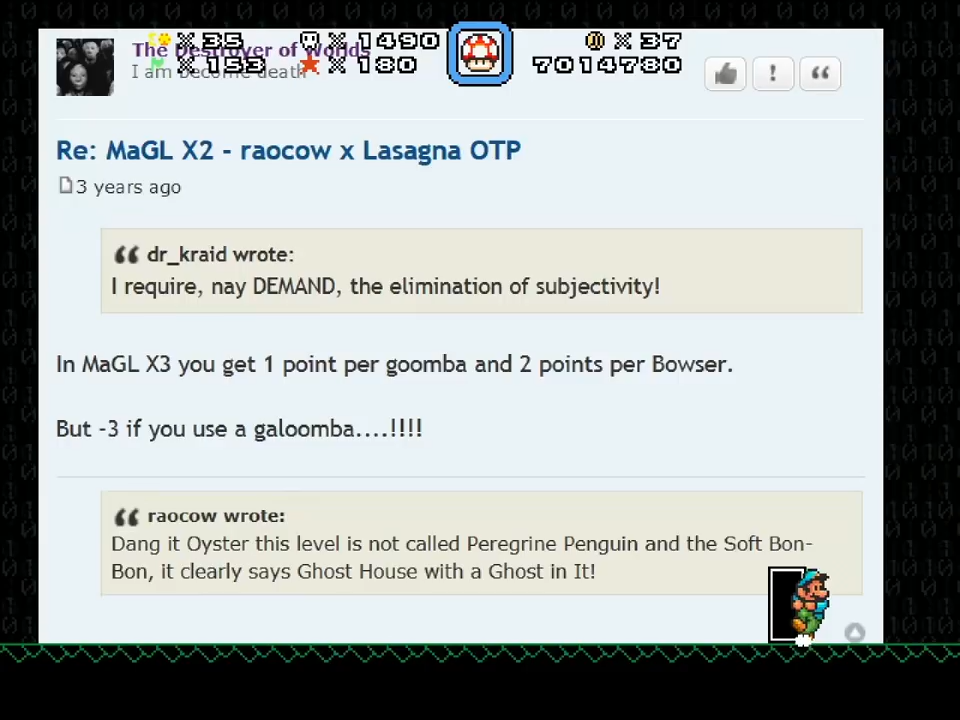 The Destroyer of Worlds
I am become death
X 35
X 1490
X 37
X 193
X 180
7014780
Re: MaGL X2 - raocow x Lasagna OTP
3 years ago
dr_kraid wrote:
I require, nay DEMAND, the elimination of subjectivity!
In MaGL X3 you get 1 point per goomba and 2 points per Bowser.
But -3 if you use a galoomba....!!!!
raocow wrote:
Dang it Oyster this level is not called Peregrine Penguin and the Soft Bon-
Bon, it clearly says Ghost House with a Ghost in It!